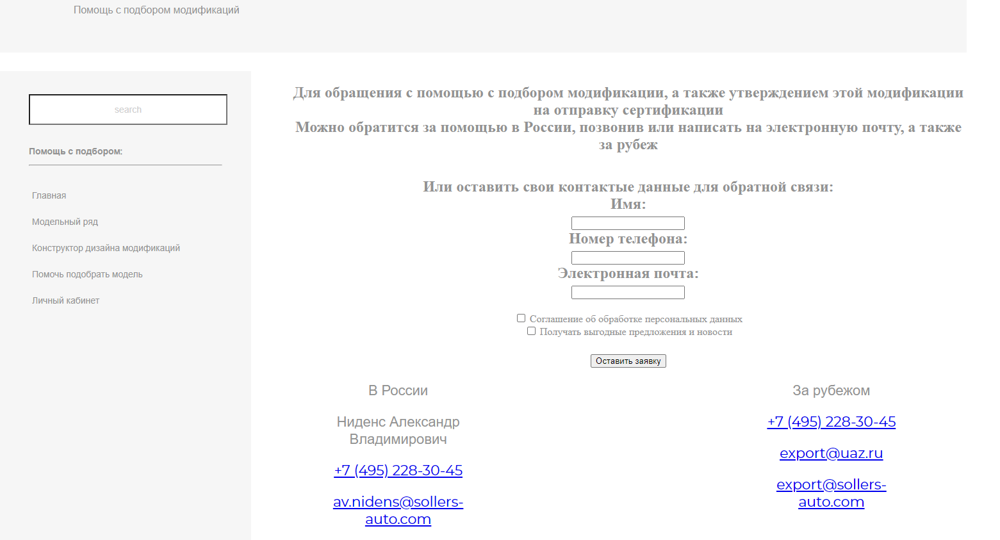 Помощь с подбором модификаций
search
Помощь с подбором:
Главная
Модельный ряд
Конструктор дизайна модификаций
Помочь подобрать модель
Личный кабинет
Для обращения с помощью с подбором модификации, а также утверждением этой модификации
на отправку сертификации
Можно обратится за помощью в России, позвонив или написать на электронную почту, а также
за рубеж
Или оставить свои контактые данные для обратной связи:
Имя:
Номер телефона:
Электронная почта:
Соглашение об обработке персональных данных
Получать выгодные предложения и новости
Оставить заявку
В России
Ниденс Александр
Владимирович
+7 (495) 228-30-45
av.nidens@sollers-
auto.com
За рубежом
+7 (495) 228-30-45
export@uaz.ru
export@sollers-
auto.com